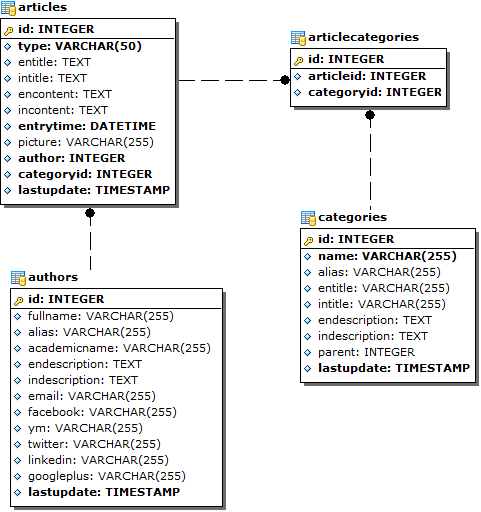 articles
id: INTEGER
type: VARCHAR(50)
entitle: TEXT
intitle: TEXT
encontent: TEXT
incontent: TEXT
entrytime: DATETIME
picture: VARCHAR(255)
author: INTEGER
categoryid: INTEGER
lastupdate: TIMESTAMP
articlecategories
id: INTEGER
articleid: INTEGER
categoryid: INTEGER
authors
id: INTEGER
fullname: VARCHAR(255)
alias: VARCHAR(255)
academicname: VARCHAR(255)
endescription: TEXT
indescription: TEXT
email: VARCHAR(255)
facebook: VARCHAR(255)
ym: VARCHAR(255)
twitter: VARCHAR(255)
linkedin: VARCHAR(255)
googleplus: VARCHAR(255)
lastupdate: TIMESTAMP
categories
id: INTEGER
name: VARCHAR(255)
alias: VARCHAR(255)
entitle: VARCHAR(255)
intitle: VARCHAR(255)
endescription: TEXT
indescription: TEXT
parent: INTEGER
lastupdate: TIMESTAMP